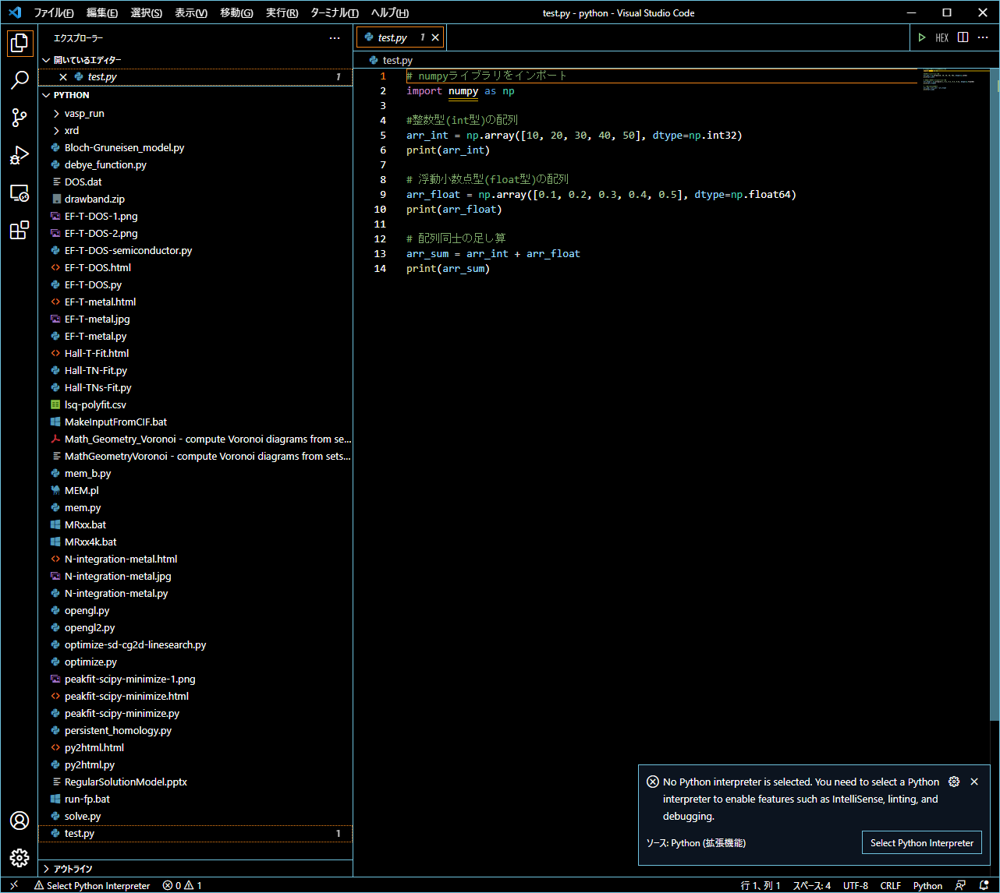 ファイル(F) 編集(E) 選択(S) 表示(V) 移動(G) 実行(R) ターミナル(T) ヘルプ(H) test.py - python - Visual Studio Code
エクスプローラー
開いているエディター
test.py 1
PYTHON
vasp_run
xrd
Bloch-Gruneisen_model.py
debye_function.py
DOS.dat
drawband.zip
EF-T-DOS-1.png
EF-T-DOS-2.png
EF-T-DOS-semiconductor.py
EF-T-DOS.html
EF-T-DOS.py
EF-T-metal.html
EF-T-metal.jpg
EF-T-metal.py
Hall-T-Fit.html
Hall-TN-Fit.py
Hall-TNs-Fit.py
lsq-polyfit.csv
MakeInputFromCIF.bat
Math_Geometry_Voronoi - compute Voronoi diagrams from se...
MathGeometryVoronoi - compute Voronoi diagrams from sets...
mem_b.py
MEM.pl
mem.py
MRxx.bat
MRxx4k.bat
N-integration-metal.html
N-integration-metal.jpg
N-integration-metal.py
opengl.py
opengl2.py
optimize-sd-cg2d-linesearch.py
optimize.py
peakfit-scipy-minimize-1.png
peakfit-scipy-minimize.html
peakfit-scipy-minimize.py
persistent_homology.py
py2html.html
py2html.py
RegularSolutionModel.pptx
run-fp.bat
solve.py
test.py 1
アウトライン
test.py 1
HEX
test.py
1 # numpyライブラリをインポート
2 import numpy as np
3
4 #整数型(int型)の配列
5 arr_int = np.array([10, 20, 30, 40, 50], dtype=np.int32)
6 print(arr_int)
7
8 # 浮動小数点型(float型)の配列
9 arr_float = np.array([0.1, 0.2, 0.3, 0.4, 0.5], dtype=np.float64)
10 print(arr_float)
11
12 # 配列同士の足し算
13 arr_sum = arr_int + arr_float
14 print(arr_sum)
No Python interpreter is selected. You need to select a Python
interpreter to enable features such as IntelliSense, linting, and
debugging.
ソース: Python (拡張機能) Select Python Interpreter
Select Python Interpreter 0 1 行 1、列 1 スペース: 4 UTF-8 CRLF Python